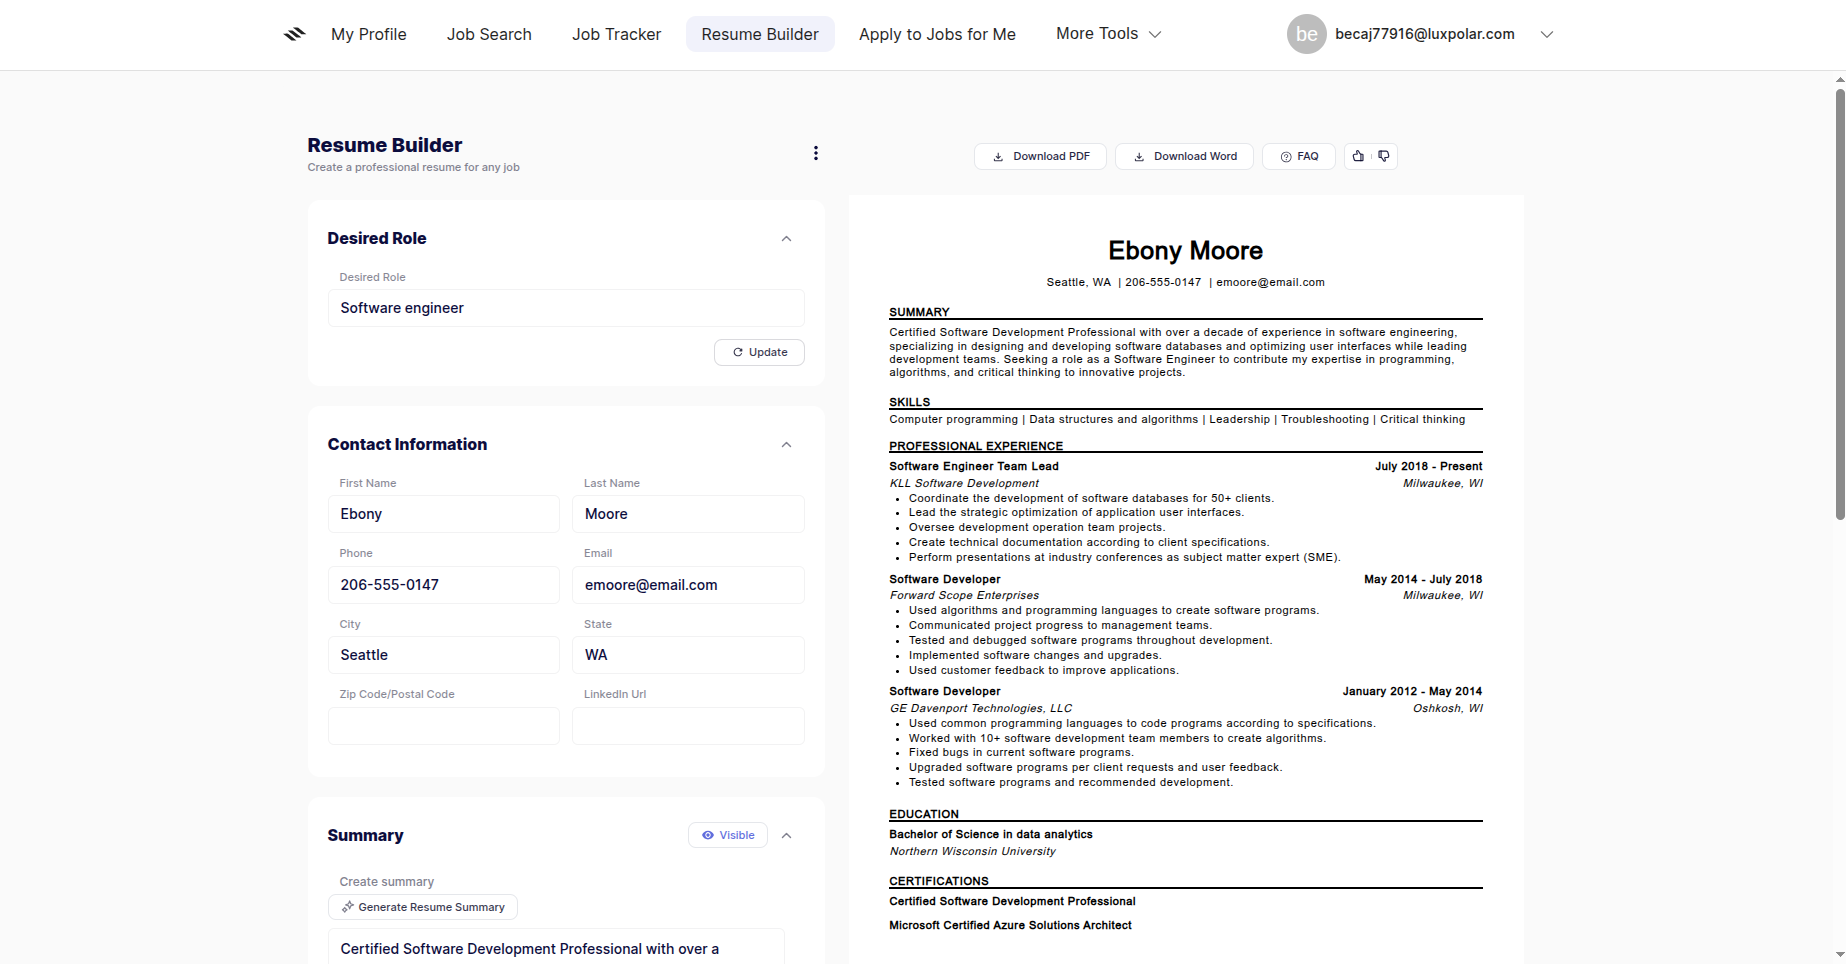 My Profile
Job Search
Job Tracker
Resume Builder
Apply to Jobs for Me
More Tools
be
becaj77916@luxpolar.com
Resume Builder
Create a professional resume for any job
Desired Role
Desired Role
Software engineer
Update
Contact Information
First Name
Last Name
Ebony
Moore
Phone
Email
206-555-0147
emoore@email.com
City
State
Seattle
WA
Zip Code/Postal Code
LinkedIn Url
Summary
Visible
Create summary
Generate Resume Summary
Certified Software Development Professional with over a
Download PDF
Download Word
FAQ
Ebony Moore
Seattle, WA | 206-555-0147 | emoore@email.com
SUMMARY
Certified Software Development Professional with over a decade of experience in software engineering,
specializing in designing and developing software databases and optimizing user interfaces while leading
development teams. Seeking a role as a Software Engineer to contribute my expertise in programming,
algorithms, and critical thinking to innovative projects.
SKILLS
Computer programming | Data structures and algorithms | Leadership | Troubleshooting | Critical thinking
PROFESSIONAL EXPERIENCE
Software Engineer Team Lead July 2018 - Present
KLL Software Development Milwaukee, WI
• Coordinate the development of software databases for 50+ clients.
• Lead the strategic optimization of application user interfaces.
• Oversee development operation team projects.
• Create technical documentation according to client specifications.
• Perform presentations at industry conferences as subject matter expert (SME).
Software Developer May 2014 - July 2018
Forward Scope Enterprises Milwaukee, WI
• Used algorithms and programming languages to create software programs.
• Communicated project progress to management teams.
• Tested and debugged software programs throughout development.
• Implemented software changes and upgrades.
• Used customer feedback to improve applications.
Software Developer January 2012 - May 2014
GE Davenport Technologies, LLC Oshkosh, WI
• Used common programming languages to code programs according to specifications.
• Worked with 10+ software development team members to create algorithms.
• Fixed bugs in current software programs.
• Upgraded software programs per client requests and user feedback.
• Tested software programs and recommended development.
EDUCATION
Bachelor of Science in data analytics
Northern Wisconsin University
CERTIFICATIONS
Certified Software Development Professional
Microsoft Certified Azure Solutions Architect